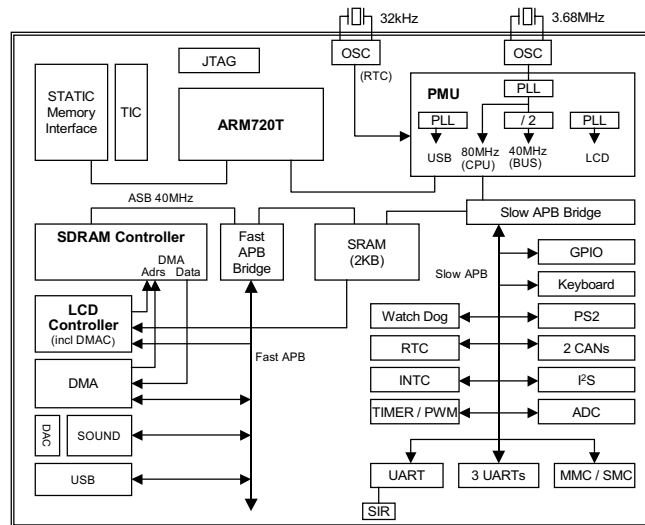 32kHz
3.68MHz
OSC
OSC
(RTC)
JTAG
STATIC
Memory
Interface
TIC
ARM720T
PMU
PLL
PLL
/ 2
PLL
USB
80MHz
(CPU)
40MHz
(BUS)
LCD
ASB 40MHz
SDRAM Controller
DMA
Adrs Data
Fast
APB
Bridge
SRAM
(2KB)
Slow APB Bridge
Slow APB
GPIO
Keyboard
LCD
Controller
(incl DMAC)
Watch Dog
PS2
RTC
2 CANs
Fast APB
DMA
INTC
I²S
TIMER / PWM
ADC
DAC
SOUND
USB
UART
3 UARTs
MMC / SMC
SIR